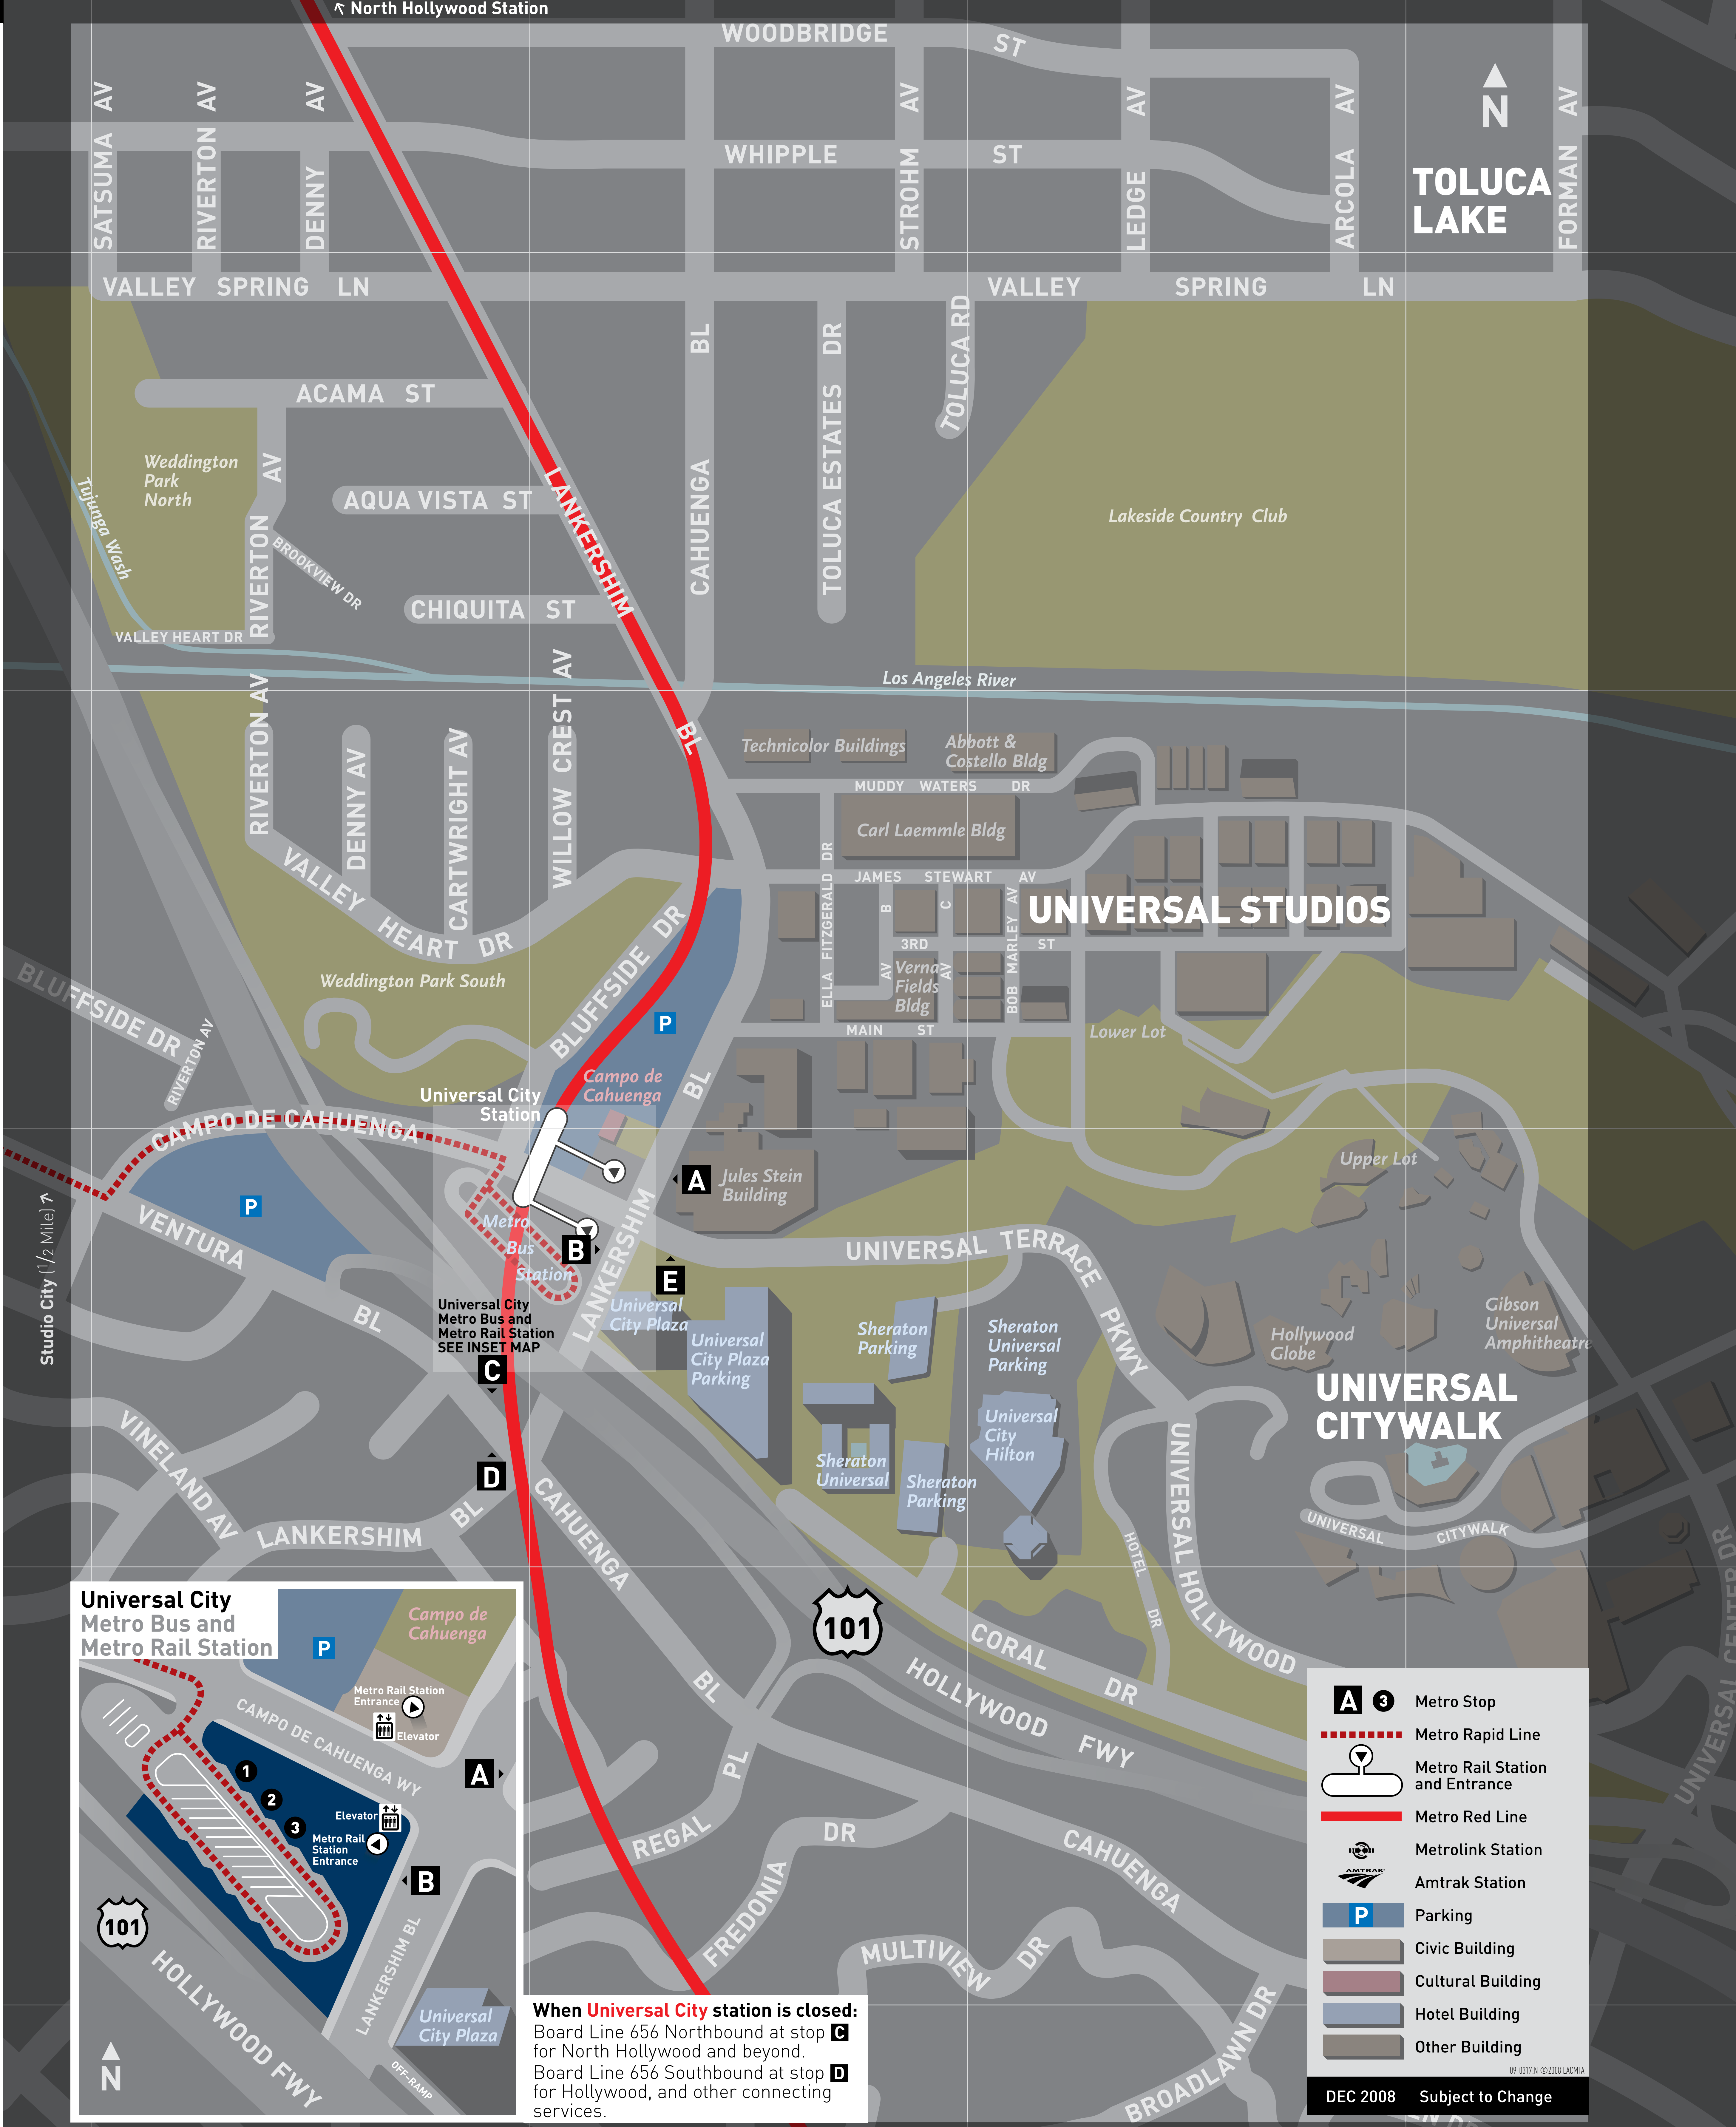 ↖ North Hollywood Station
WOODBRIDGE ST
SATSUMA AV
RIVERTON AV
DENNY AV
STROHM AV
LEDGE AV
ARCOLA AV
FORMAN AV
N
WHIPPLE ST
TOLUCA
LAKE
VALLEY SPRING LN
VALLEY SPRING LN
CAHUENGA BL
TOLUCA ESTATES DR
TOLUCA RD
ACAMA ST
Weddington
Park
North
RIVERTON AV
AQUA VISTA ST
LANKERSHIM BL
Lakeside Country Club
Tujunga Wash
BROOKVIEW DR
CHIQUITA ST
VALLEY HEART DR
Los Angeles River
RIVERTON AV
DENNY AV
CARTWRIGHT AV
WILLOW CREST AV
VALLEY HEART DR
Technicolor Buildings
Abbott &
Costello Bldg
MUDDY WATERS DR
Carl Laemmle Bldg
ELLA FITZGERALD DR
JAMES STEWART AV
B AV
C AV
BOB MARLEY AV
UNIVERSAL STUDIOS
3RD ST
Verna
Fields
Bldg
MAIN ST
Lower Lot
Weddington Park South
BLUFFSIDE DR
BLUFFSIDE DR
RIVERTON AV
P
Campo de
Cahuenga
BL
Universal City
Station
CAMPO DE CAHUENGA
P
VENTURA BL
Studio City (1/2 Mile) ↗
A
Jules Stein
Building
Upper Lot
Metro
Bus
Station
B
LANKERSHIM
E
UNIVERSAL TERRACE PKWY
Universal City
Metro Bus and
Metro Rail Station
SEE INSET MAP
C
Universal
City Plaza
Universal
City Plaza
Parking
Sheraton
Parking
Sheraton
Universal
Parking
Hollywood
Globe
Gibson
Universal
Amphitheatre
UNIVERSAL
CITYWALK
Universal
City
Hilton
Sheraton
Universal
Sheraton
Parking
D
VINELAND AV
LANKERSHIM BL
CAHUENGA BL
UNIVERSAL HOLLYWOOD
HOTEL DR
UNIVERSAL CITYWALK
UNIVERSAL CENTER DR
101
CORAL DR
HOLLYWOOD FWY
REGAL PL
FREDONIA DR
CAHUENGA
MULTIVIEW DR
BROADLAWN DR
Universal City
Metro Bus and
Metro Rail Station
P
Campo de
Cahuenga
Metro Rail Station
Entrance
Elevator
CAMPO DE CAHUENGA WY
A
1
2
3
Elevator
Metro Rail
Station
Entrance
B
101
LANKERSHIM BL
HOLLYWOOD FWY
Universal
City Plaza
OFF-RAMP
N
When Universal City station is closed:
Board Line 656 Northbound at stop C
for North Hollywood and beyond.
Board Line 656 Southbound at stop D
for Hollywood, and other connecting
services.
A 3 Metro Stop
Metro Rapid Line
Metro Rail Station
and Entrance
Metro Red Line
Metrolink Station
AMTRAK Amtrak Station
P Parking
Civic Building
Cultural Building
Hotel Building
Other Building
09-0317.N ©2008 LACMTA
DEC 2008 Subject to Change